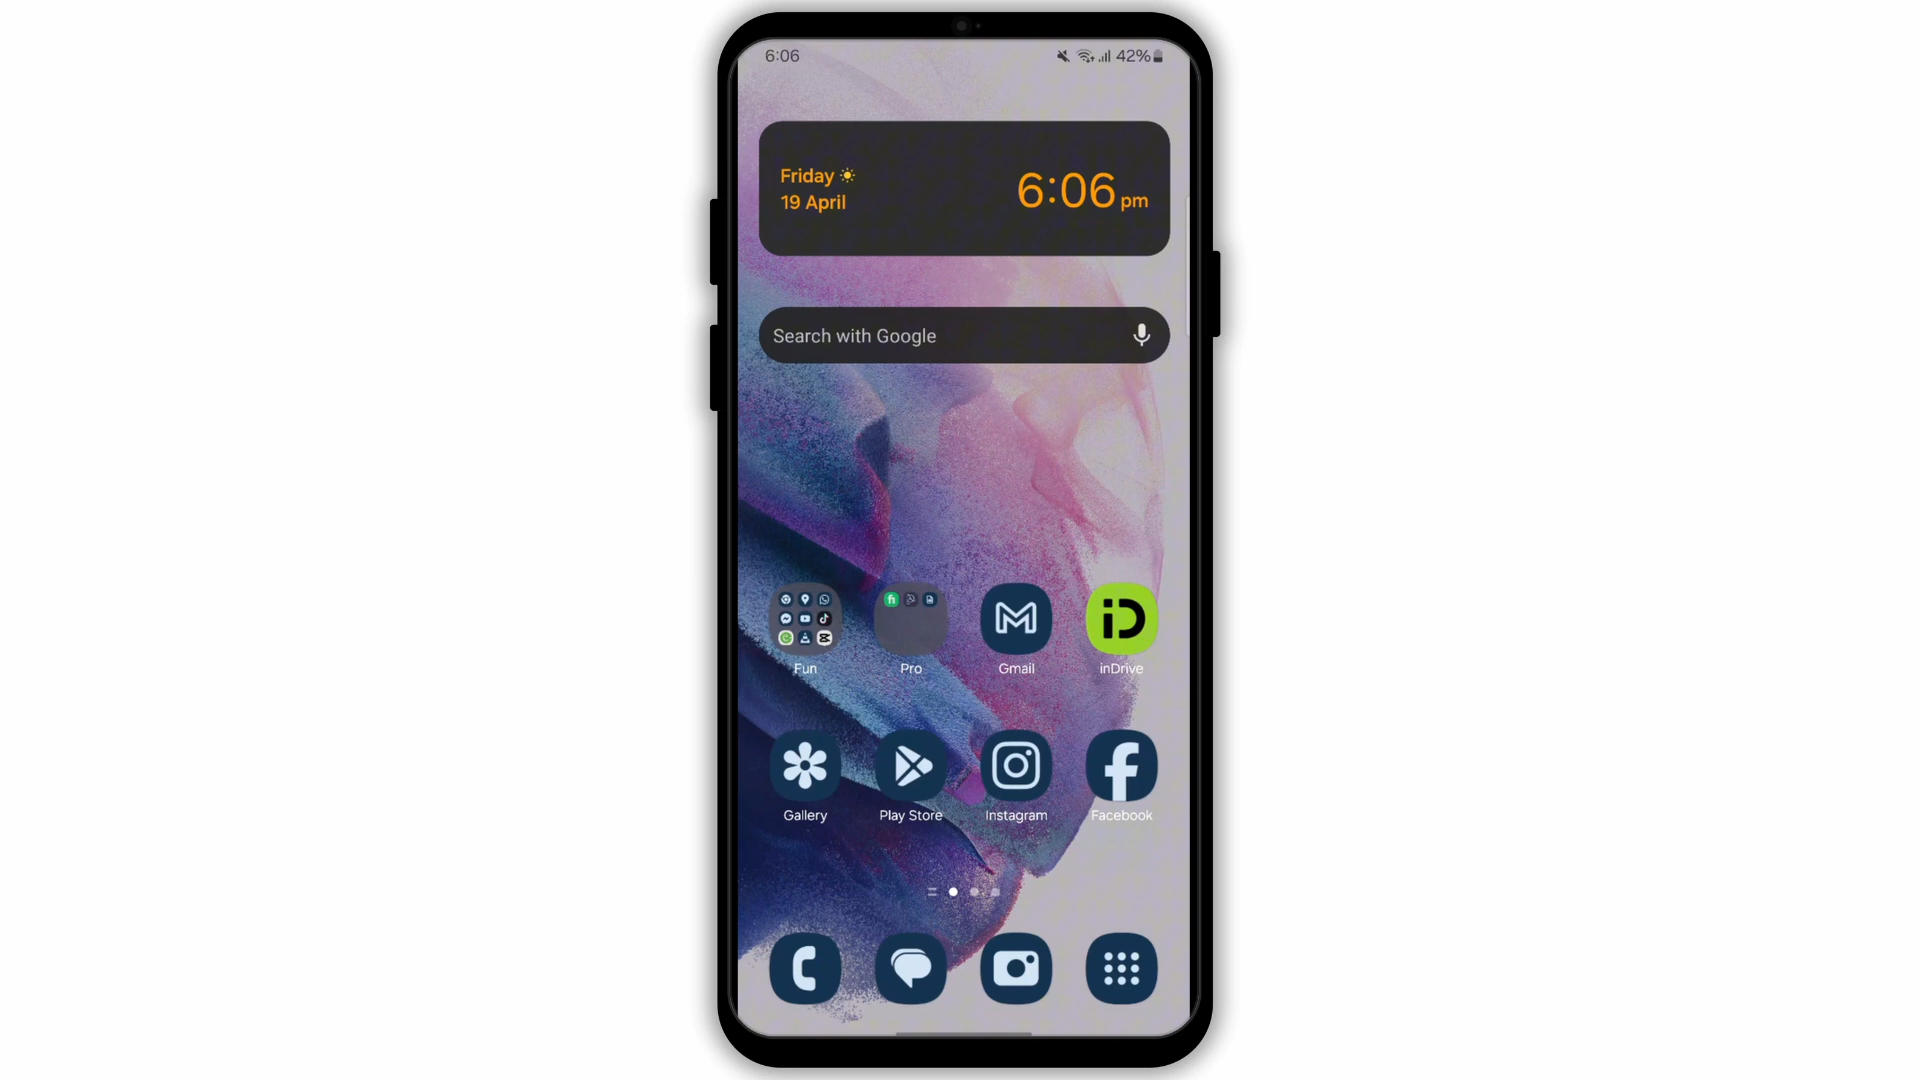 6:06
42%
Friday
19 April
6:06 pm
Search with Google
Fun
Pro
Gmail
iD
inDrive
Gallery
Play Store
Instagram
Facebook